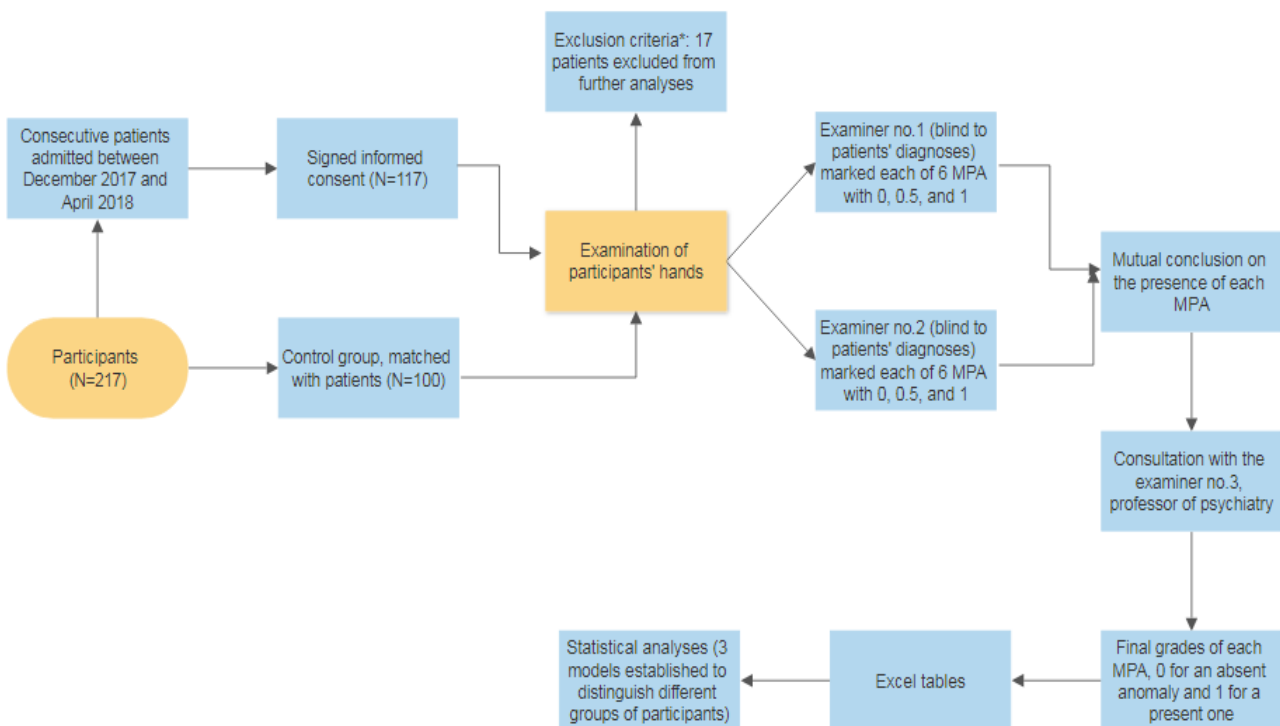 Exclusion criteria*: 17
patients excluded from
further analyses
Consecutive patients
admitted between
December 2017 and
April 2018
Signed informed
consent (N=117)
Examiner no.1 (blind to
patients' diagnoses)
marked each of 6 MPA
with 0, 0.5, and 1
Examination of
participants' hands
Mutual conclusion on
the presence of each
MPA
Participants
(N=217)
Control group, matched
with patients (N=100)
Examiner no.2 (blind to
patients' diagnoses)
marked each of 6 MPA
with 0, 0.5, and 1
Consultation with the
examiner no.3,
professor of psychiatry
Statistical analyses (3
models established to
distinguish different
groups of participants)
Excel tables
Final grades of each
MPA, 0 for an absent
anomaly and 1 for a
present one